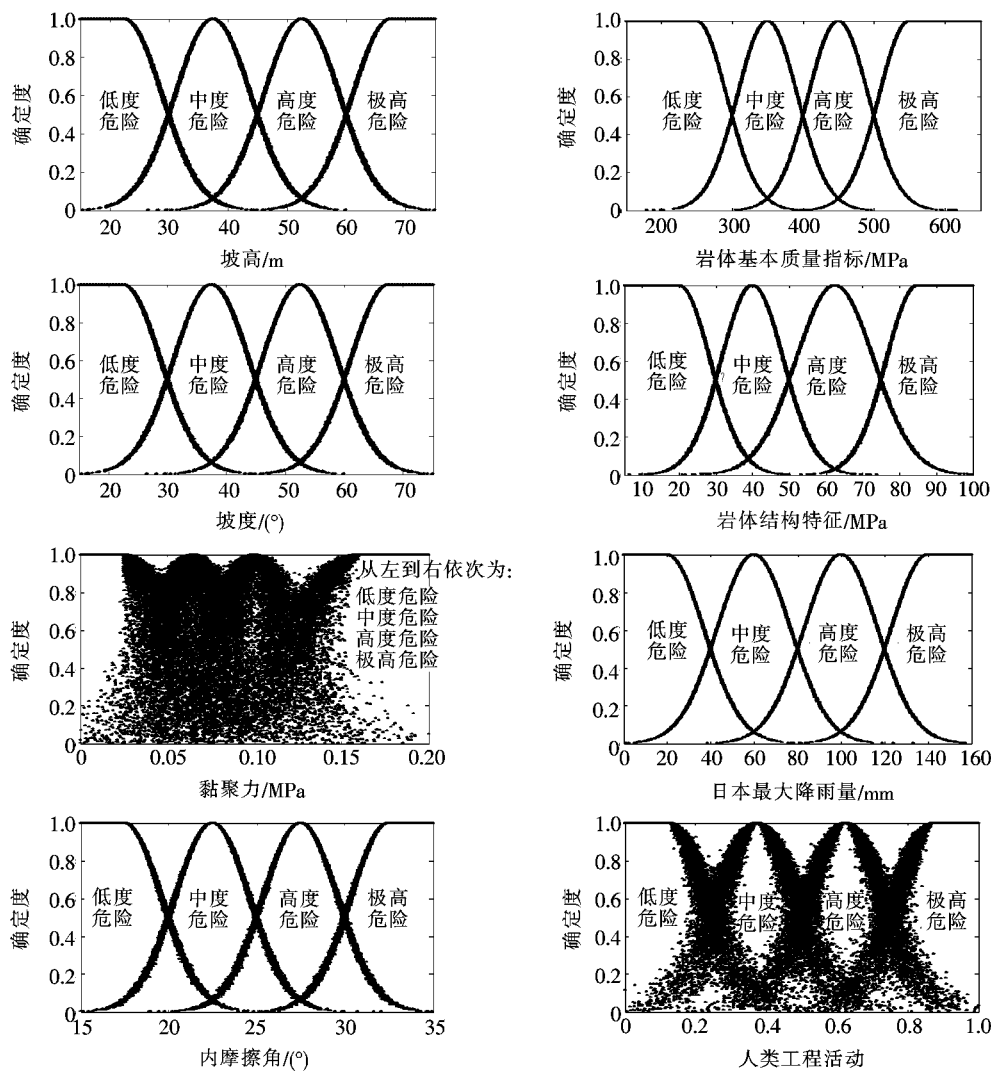 1.0
0.8
0.6
0.4
0.2
0
确定度
低度
危险
中度
危险
高度
危险
极高
危险
20 30 40 50 60 70
坡高/m
1.0
0.8
0.6
0.4
0.2
0
确定度
低度
危险
中度
危险
高度
危险
极高
危险
200 300 400 500 600
岩体基本质量指标/MPa
1.0
0.8
0.6
0.4
0.2
0
确定度
低度
危险
中度
危险
高度
危险
极高
危险
20 30 40 50 60 70
坡度/(°)
1.0
0.8
0.6
0.4
0.2
0
确定度
低度
危险
中度
危险
高度
危险
极高
危险
10 20 30 40 50 60 70 80 90 100
岩体结构特征/MPa
1.0
0.8
0.6
0.4
0.2
0
确定度
从左到右依次为:
低度危险
中度危险
高度危险
极高危险
0 0.05 0.10 0.15 0.20
黏聚力/MPa
1.0
0.8
0.6
0.4
0.2
0
确定度
低度
危险
中度
危险
高度
危险
极高
危险
0 20 40 60 80 100 120 140 160
日本最大降雨量/mm
1.0
0.8
0.6
0.4
0.2
0
确定度
低度
危险
中度
危险
高度
危险
极高
危险
15 20 25 30 35
内摩擦角/(°)
1.0
0.8
0.6
0.4
0.2
0
确定度
低度
危险
中度
危险
高度
危险
极高
危险
0 0.2 0.4 0.6 0.8 1.0
人类工程活动